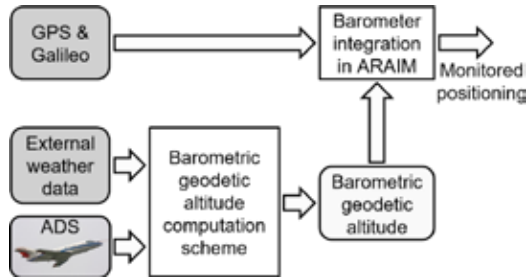 GPS &
Galileo
Barometer
integration
in ARAIM
Monitored
positioning
External
weather
data
Barometric
geodetic
altitude
computation
scheme
Barometric
geodetic
altitude
ADS